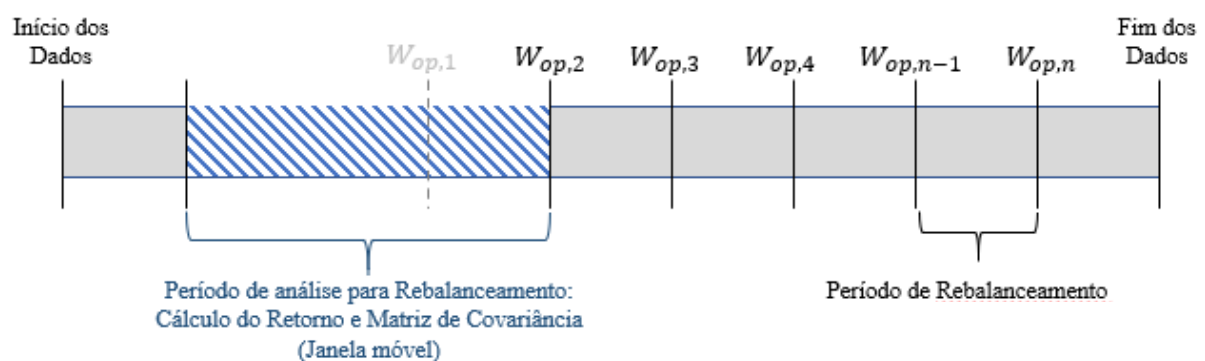 Início dos
Dados
W_{op,1}
W_{op,2}
W_{op,3}
W_{op,4}
W_{op,n-1}
W_{op,n}
Fim dos
Dados
Período de análise para Rebalanceamento:
Cálculo do Retorno e Matriz de Covariância
(Janela móvel)
Período de Rebalanceamento